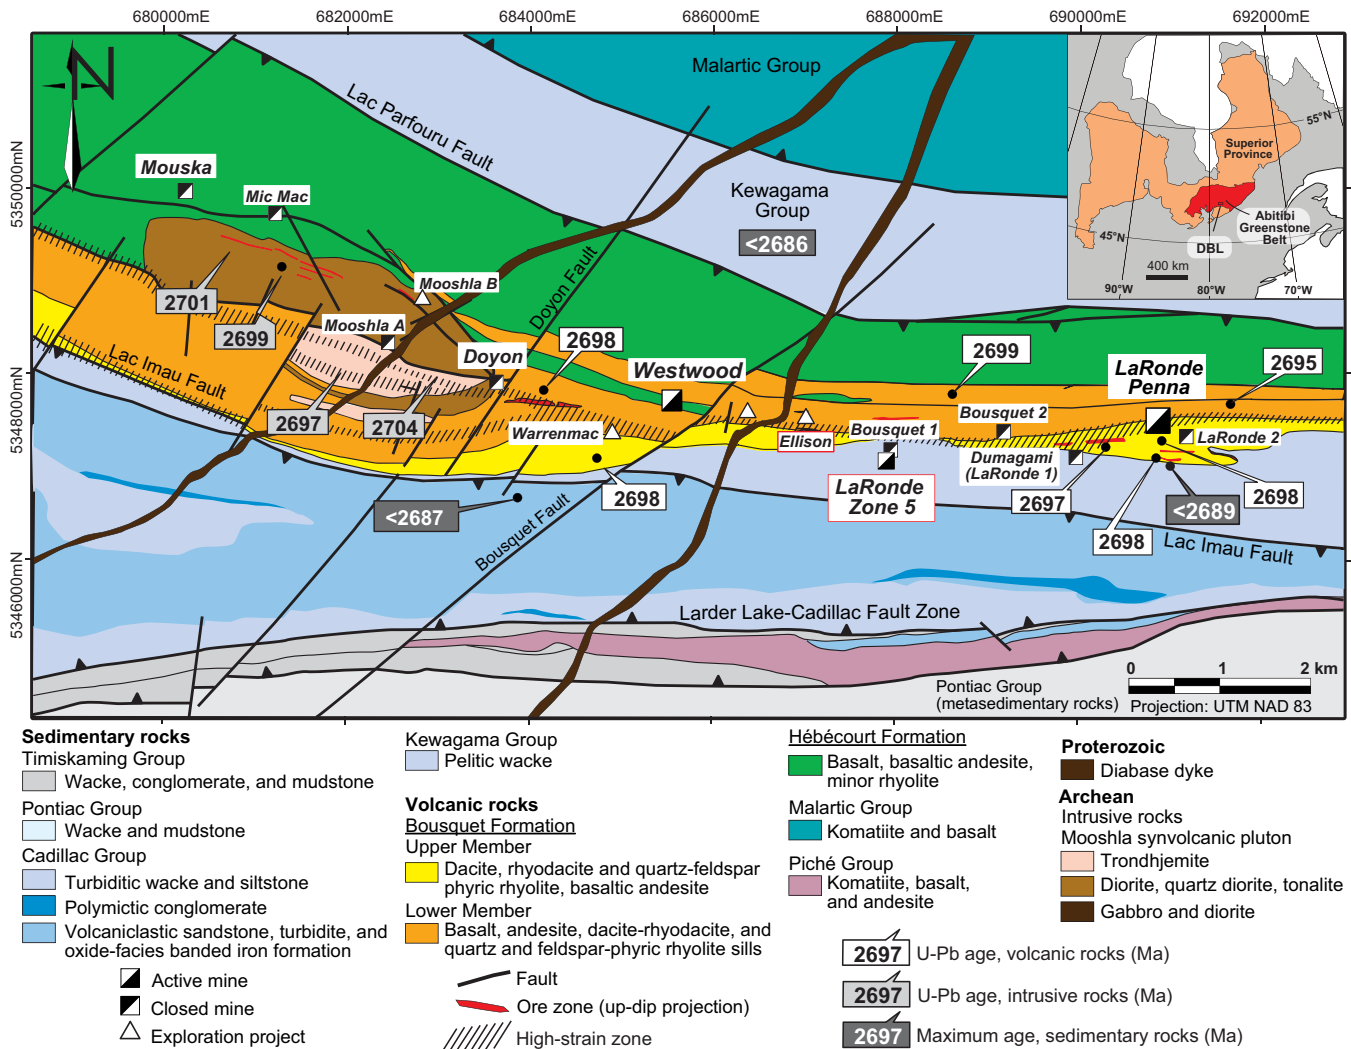 680000mE
682000mE
684000mE
686000mE
688000mE
690000mE
692000mE
5350000mN
5348000mN
5346000mN
N
Malartic Group
Lac Parfouru Fault
Kewagama
Group
<2686
Mouska
Mic Mac
Mooshla B
Mooshla A
Doyon
Doyon Fault
2701
2699
2697
2704
2698
Westwood
Warrenmac
2698
Ellison
Bousquet 1
Bousquet 2
2699
LaRonde
Penna
2695
LaRonde 2
Dumagami
(LaRonde 1)
LaRonde
Zone 5
2697
2698
2698
<2689
<2687
Lac Imau Fault
Lac Imau Fault
Bousquet Fault
Larder Lake-Cadillac Fault Zone
Pontiac Group
(metasedimentary rocks)
0
1
2 km
Projection: UTM NAD 83
Superior
Province
Abitibi
Greenstone
Belt
DBL
55°N
45°N
400 km
90°W
80°W
70°W
Sedimentary rocks
Timiskaming Group
Wacke, conglomerate, and mudstone
Pontiac Group
Wacke and mudstone
Cadillac Group
Turbiditic wacke and siltstone
Polymictic conglomerate
Volcaniclastic sandstone, turbidite, and
oxide-facies banded iron formation
Active mine
Closed mine
Exploration project
Kewagama Group
Pelitic wacke
Volcanic rocks
Bousquet Formation
Upper Member
Dacite, rhyodacite and quartz-feldspar
phyric rhyolite, basaltic andesite
Lower Member
Basalt, andesite, dacite-rhyodacite, and
quartz and feldspar-phyric rhyolite sills
Fault
Ore zone (up-dip projection)
High-strain zone
Hébécourt Formation
Basalt, basaltic andesite,
minor rhyolite
Malartic Group
Komatiite and basalt
Piché Group
Komatiite, basalt,
and andesite
Proterozoic
Diabase dyke
Archean
Intrusive rocks
Mooshla synvolcanic pluton
Trondhjemite
Diorite, quartz diorite, tonalite
Gabbro and diorite
2697 U-Pb age, volcanic rocks (Ma)
2697 U-Pb age, intrusive rocks (Ma)
2697 Maximum age, sedimentary rocks (Ma)